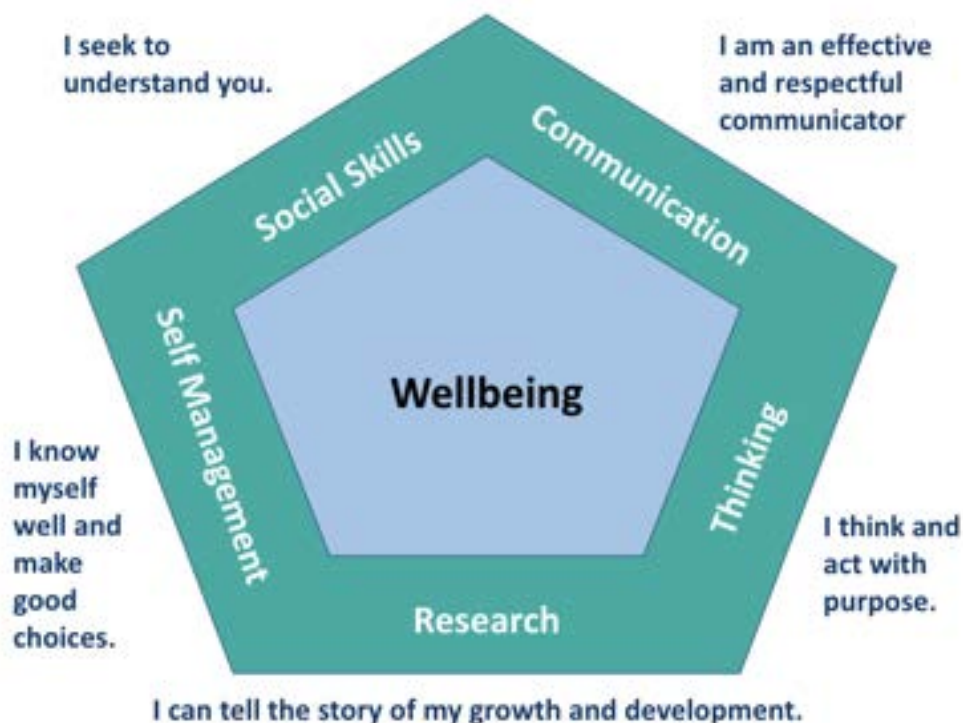 I seek to
understand you.
I am an effective
and respectful
communicator
Social Skills
Communication
Self Management
Wellbeing
Thinking
I know
myself
well and
make
good
choices.
I think and
act with
purpose.
Research
I can tell the story of my growth and development.